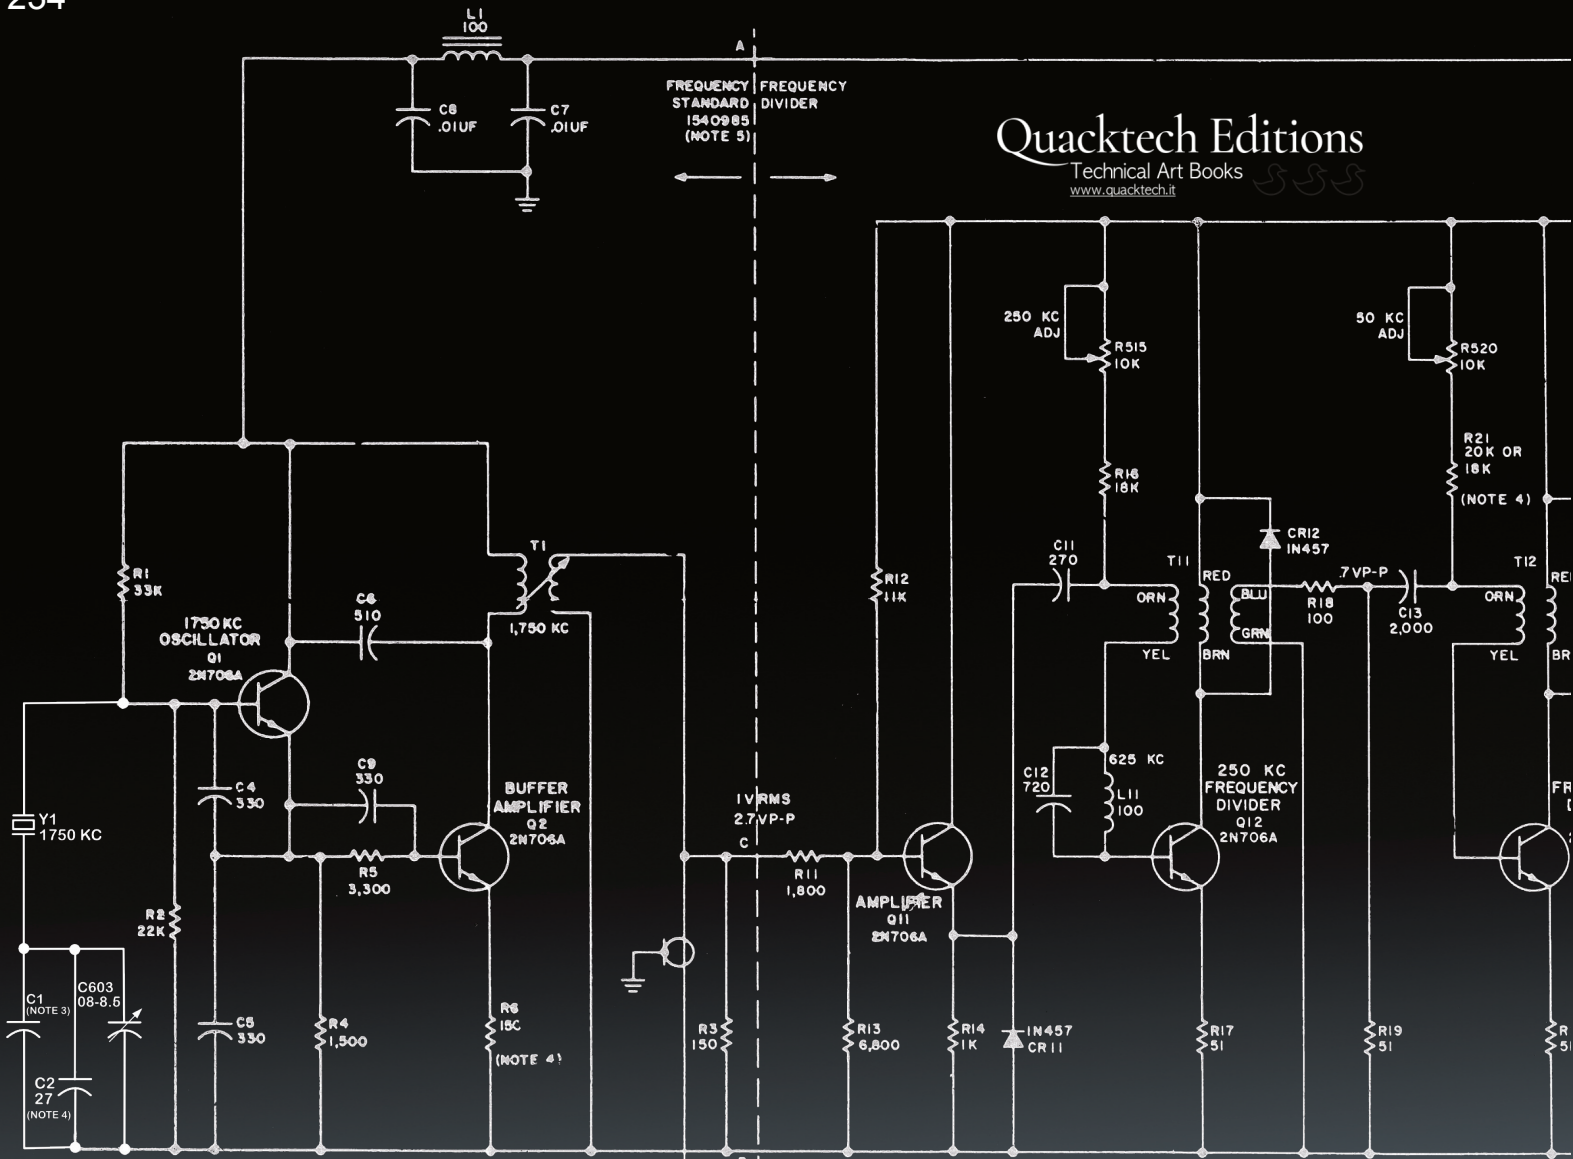 L1
100
A
C8
.01UF
C7
.01UF
FREQUENCY
STANDARD
1540985
(NOTE 5)
FREQUENCY
DIVIDER
Quacktech Editions
Technical Art Books
www.quacktech.it
250 KC
ADJ
R515
10K
50 KC
ADJ
R520
10K
R16
18K
R21
20K OR
18K
(NOTE 4)
R1
33K
T1
1,750 KC
C6
510
1750 KC
OSCILLATOR
Q1
2N706A
R12
11K
C11
270
T11
ORN
YEL
RED
BRN
BLU
GRN
CR12
1N457
R18
100
.7VP-P
C13
2,000
T12
ORN
YEL
C9
330
C4
330
BUFFER
AMPLIFIER
Q2
2N706A
Y1
1750 KC
R5
3,300
1V RMS
2.7VP-P
C
R11
1,800
C12
720
625 KC
L11
100
250 KC
FREQUENCY
DIVIDER
Q12
2N706A
R2
22K
AMPLIFIER
Q11
2N706A
C1
(NOTE 3)
C603
08-8.5
C5
330
R4
1,500
R6
(NOTE 4)
R3
150
R13
6,800
R14
1K
1N457
CR11
R17
51
R19
51
C2
27
(NOTE 4)